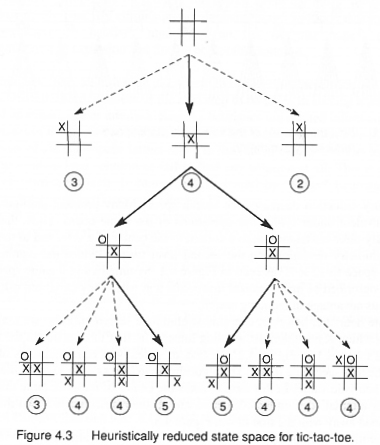 X X
X
3 4 2
O O
X X
O O O O O O O X O
X X X X X X X X X X
X X X X X
3 4 4 5 5 4 4 4
Figure 4.3 Heuristically reduced state space for tic-tac-toe.